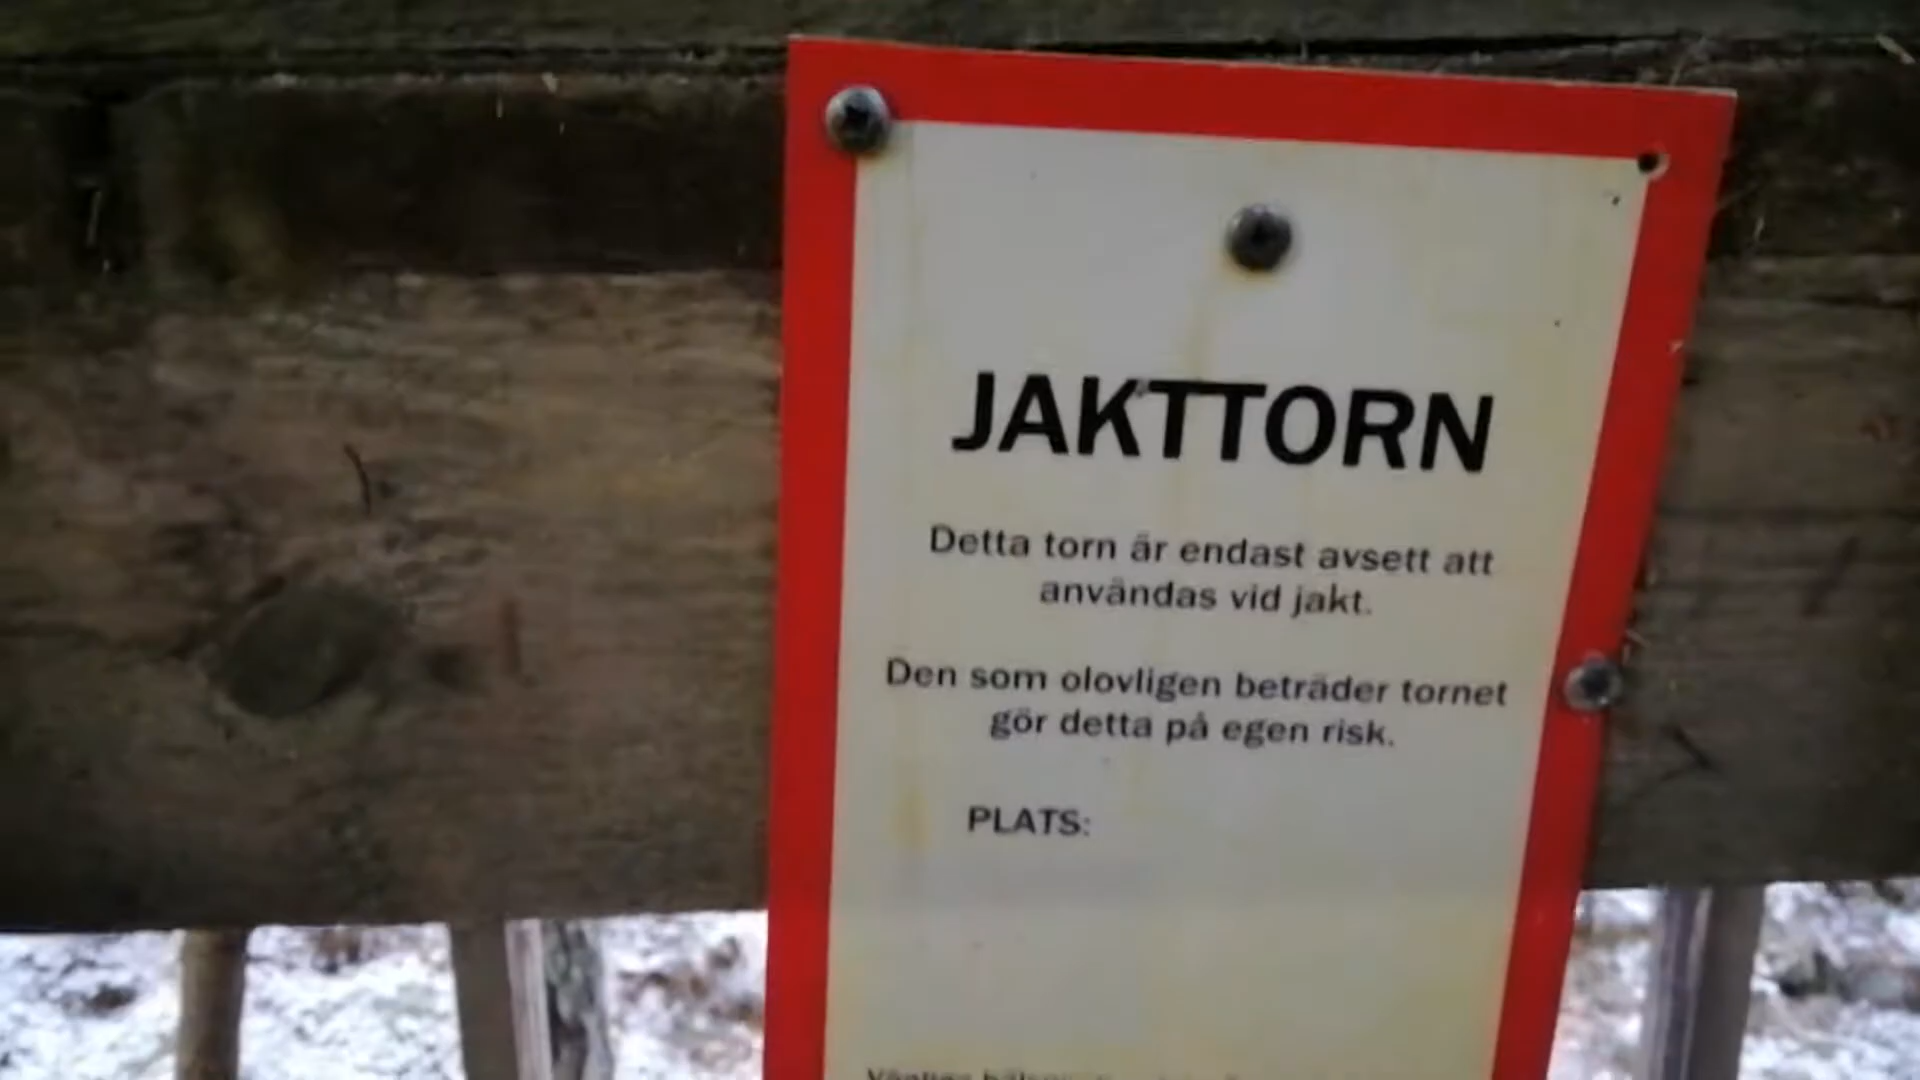 JAKTTORN
Detta torn är endast avsett att
användas vid jakt.
Den som olovligen beträder tornet
gör detta på egen risk.
PLATS: